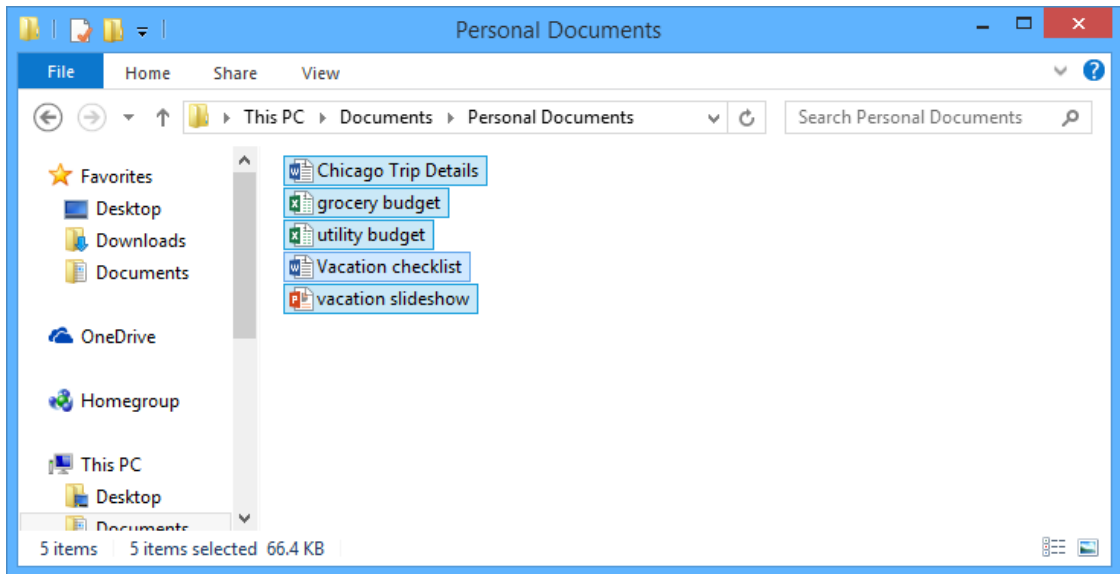 Personal Documents
File Home Share View
This PC Documents Personal Documents Search Personal Documents
Favorites
Desktop
Downloads
Documents
OneDrive
Homegroup
This PC
Desktop
Documents
Chicago Trip Details
grocery budget
utility budget
Vacation checklist
vacation slideshow
5 items 5 items selected 66.4 KB